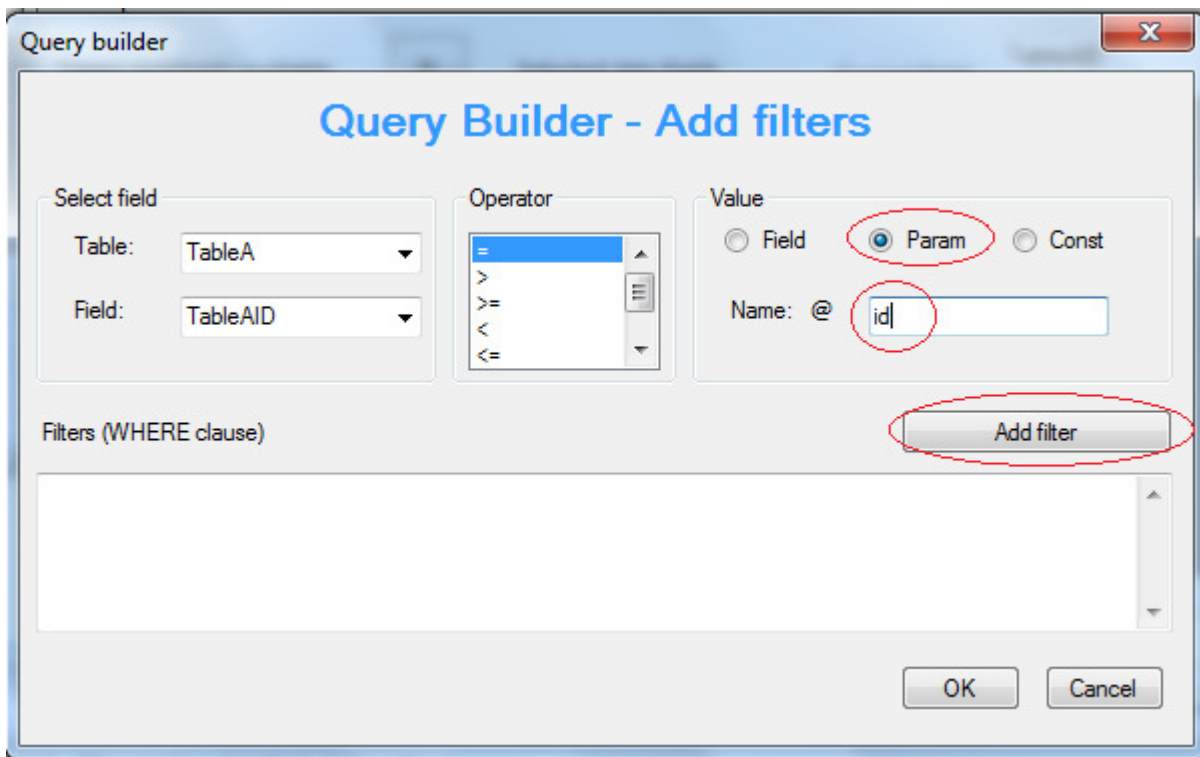 Query builder
Query Builder - Add filters
Select field
Table: TableA
Field: TableAID
Operator
=
>
>=
<
<=
Value
Field Param Const
Name: @ id
Filters (WHERE clause)
Add filter
OK Cancel